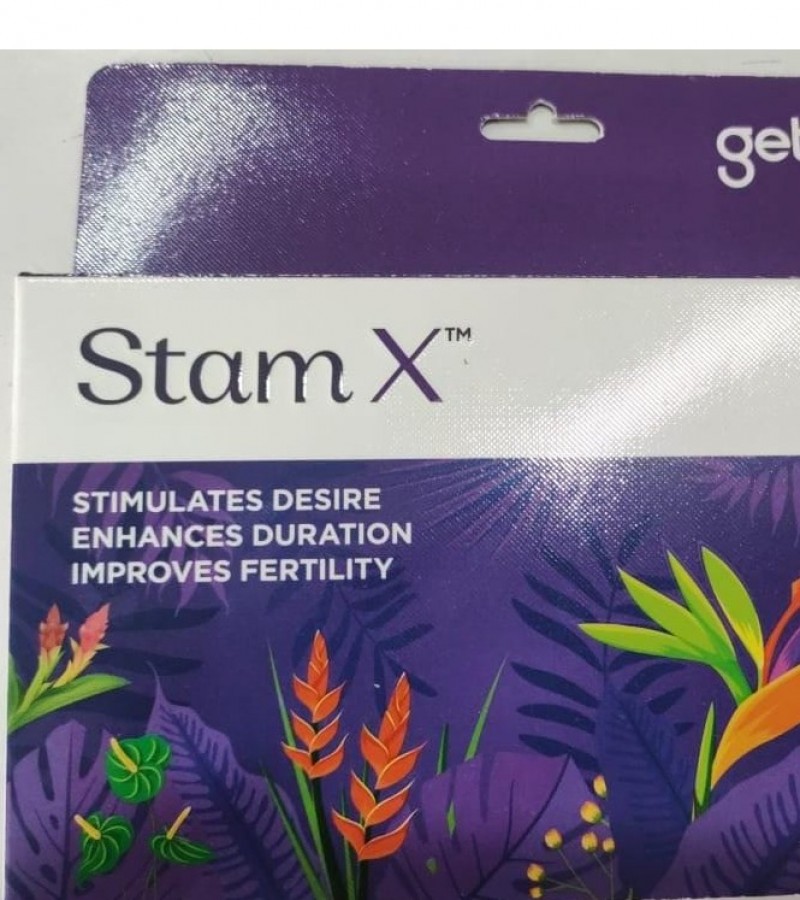 Stam X™
STIMULATES DESIRE
ENHANCES DURATION
IMPROVES FERTILITY